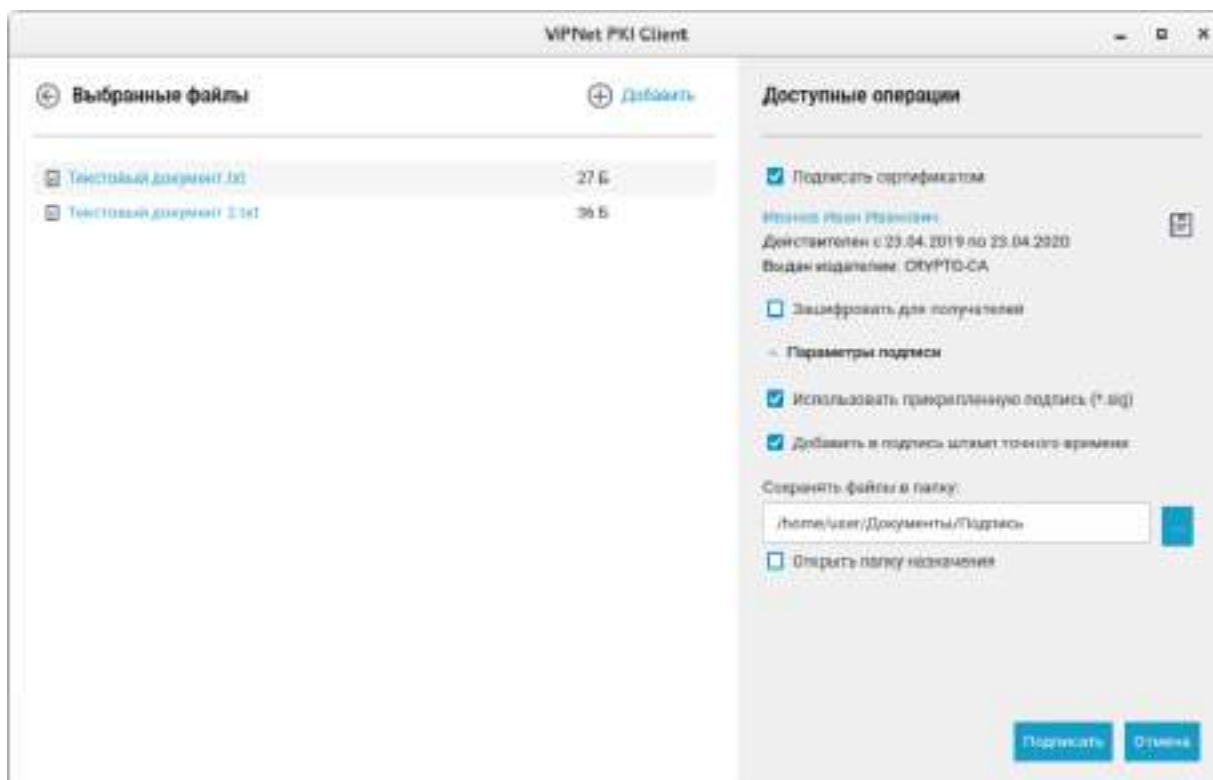 ViPNet PKI Client
Выбранные файлы
Добавить
Текстовый документ.txt 27 Б
Текстовый документ 2.txt 36 Б
Доступные операции
Подписать сертификатом
Иванов Иван Иванович
Действителен с 23.04.2019 по 23.04.2020
Выдан издателем: CRYPTO-CA
Зашифровать для получателей
Параметры подписи
Использовать прикрепленную подпись (*.sig)
Добавить в подпись штамп точного времени
Сохранять файлы в папку:
/home/user/Документы/Подпись
...
Открыть папку назначения
Подписать
Отмена